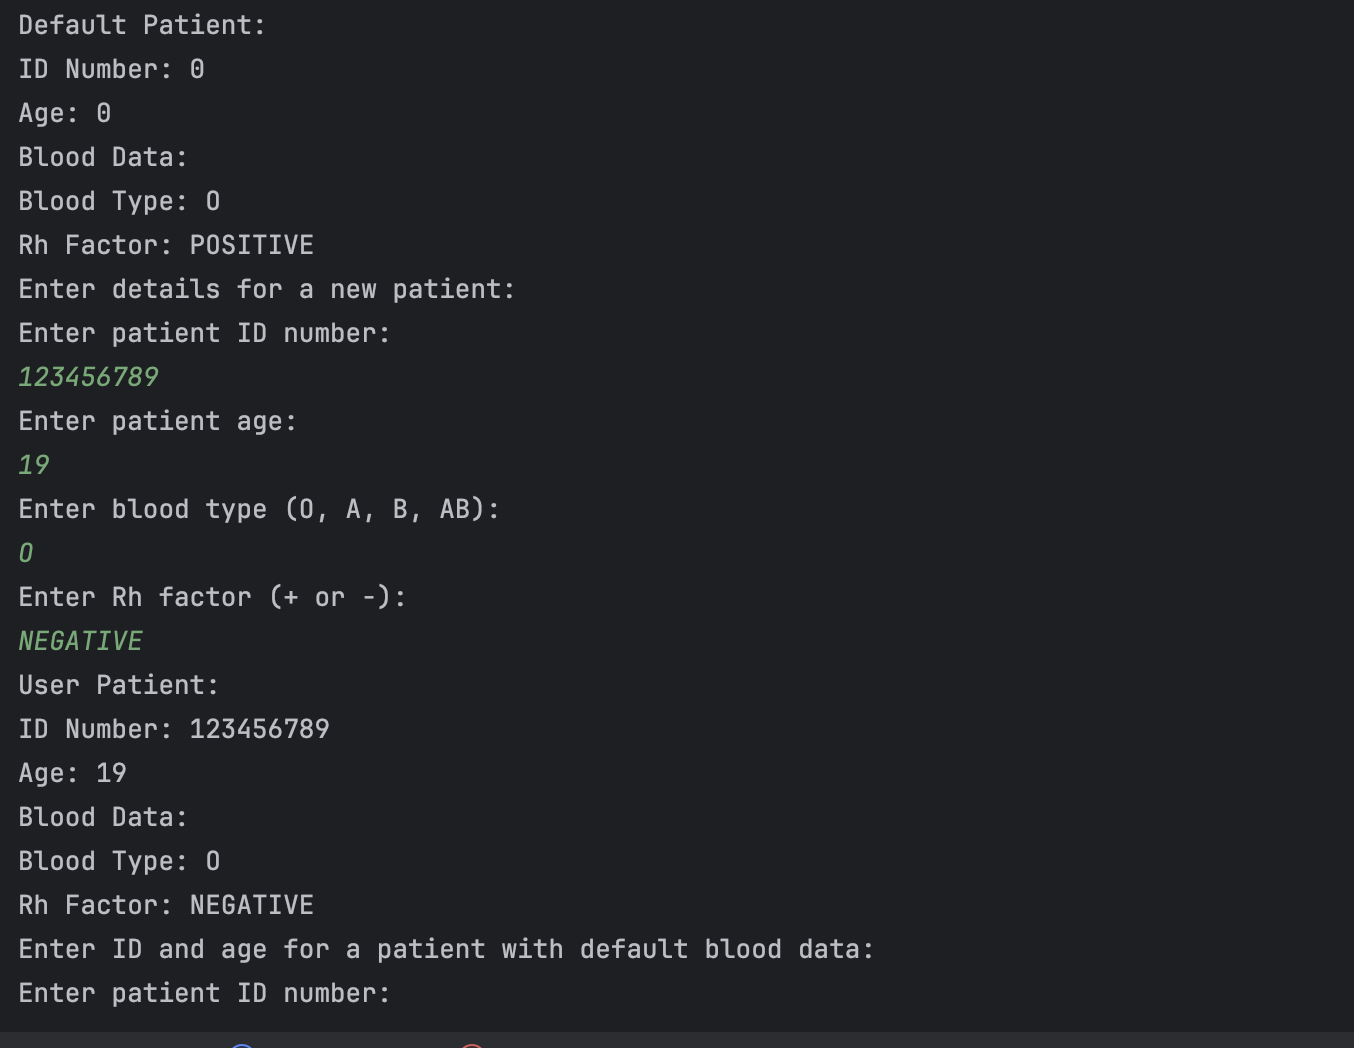 Default Patient:
ID Number: 0
Age: 0
Blood Data:
Blood Type: O
Rh Factor: POSITIVE
Enter details for a new patient:
Enter patient ID number:
123456789
Enter patient age:
19
Enter blood type (O, A, B, AB):
O
Enter Rh factor (+ or -):
NEGATIVE
User Patient:
ID Number: 123456789
Age: 19
Blood Data:
Blood Type: O
Rh Factor: NEGATIVE
Enter ID and age for a patient with default blood data:
Enter patient ID number: